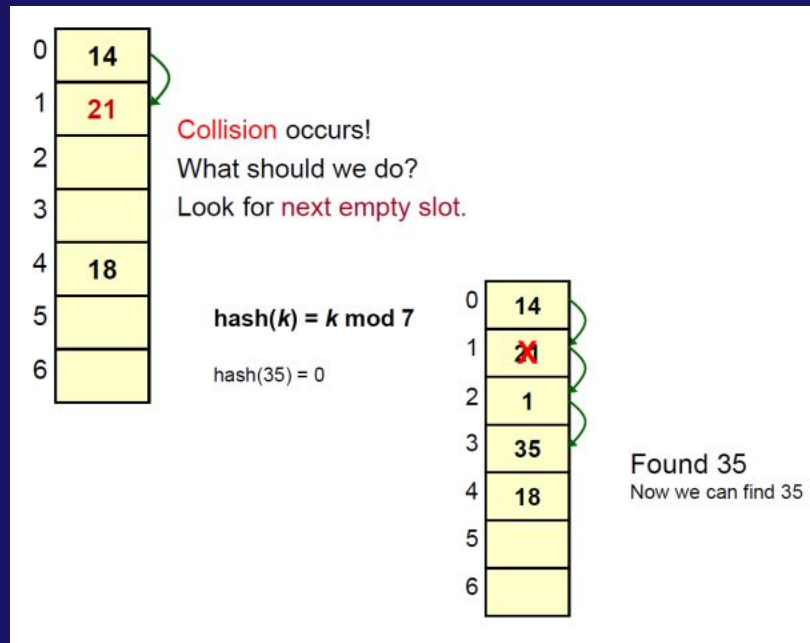 0 14
1 21
2
3
4 18
5
6
Collision occurs!
What should we do?
Look for next empty slot.
hash(k) = k mod 7
hash(35) = 0
0 14
1 21 X
2 1
3 35
4 18
5
6
Found 35
Now we can find 35